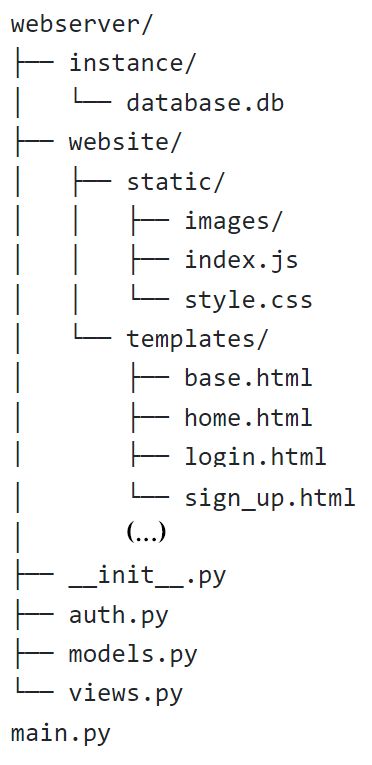 webserver/
├── instance/
│   └── database.db
├── website/
│   ├── static/
│   │   ├── images/
│   │   ├── index.js
│   │   └── style.css
│   └── templates/
│       ├── base.html
│       ├── home.html
│       ├── login.html
│       └── sign_up.html
│       (...)
├── __init__.py
├── auth.py
├── models.py
└── views.py
main.py